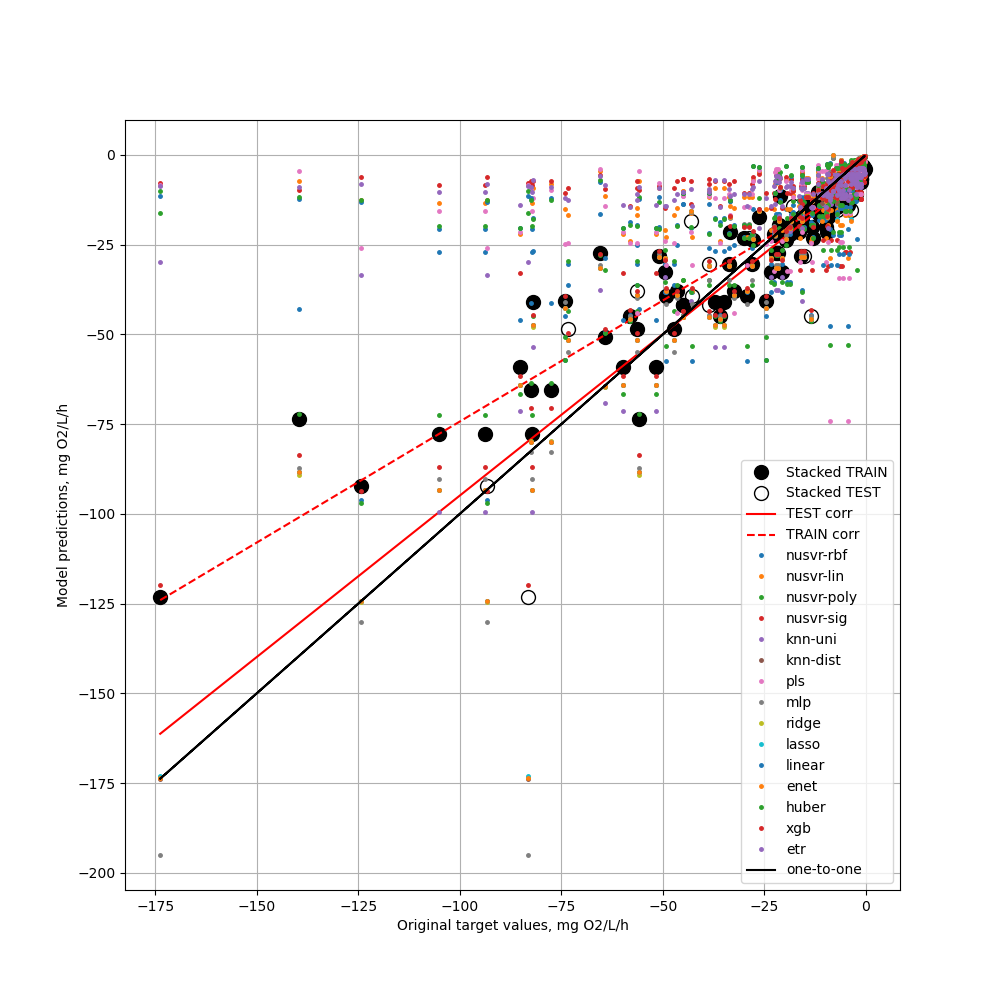 0
−25
−50
−75
−100
−125
−150
−175
−200
Model predictions, mg O2/L/h
−175
−150
−125
−100
−75
−50
−25
0
Original target values, mg O2/L/h
Stacked TRAIN
Stacked TEST
TEST corr
TRAIN corr
nusvr-rbf
nusvr-lin
nusvr-poly
nusvr-sig
knn-uni
knn-dist
pls
mlp
ridge
lasso
linear
enet
huber
xgb
etr
one-to-one